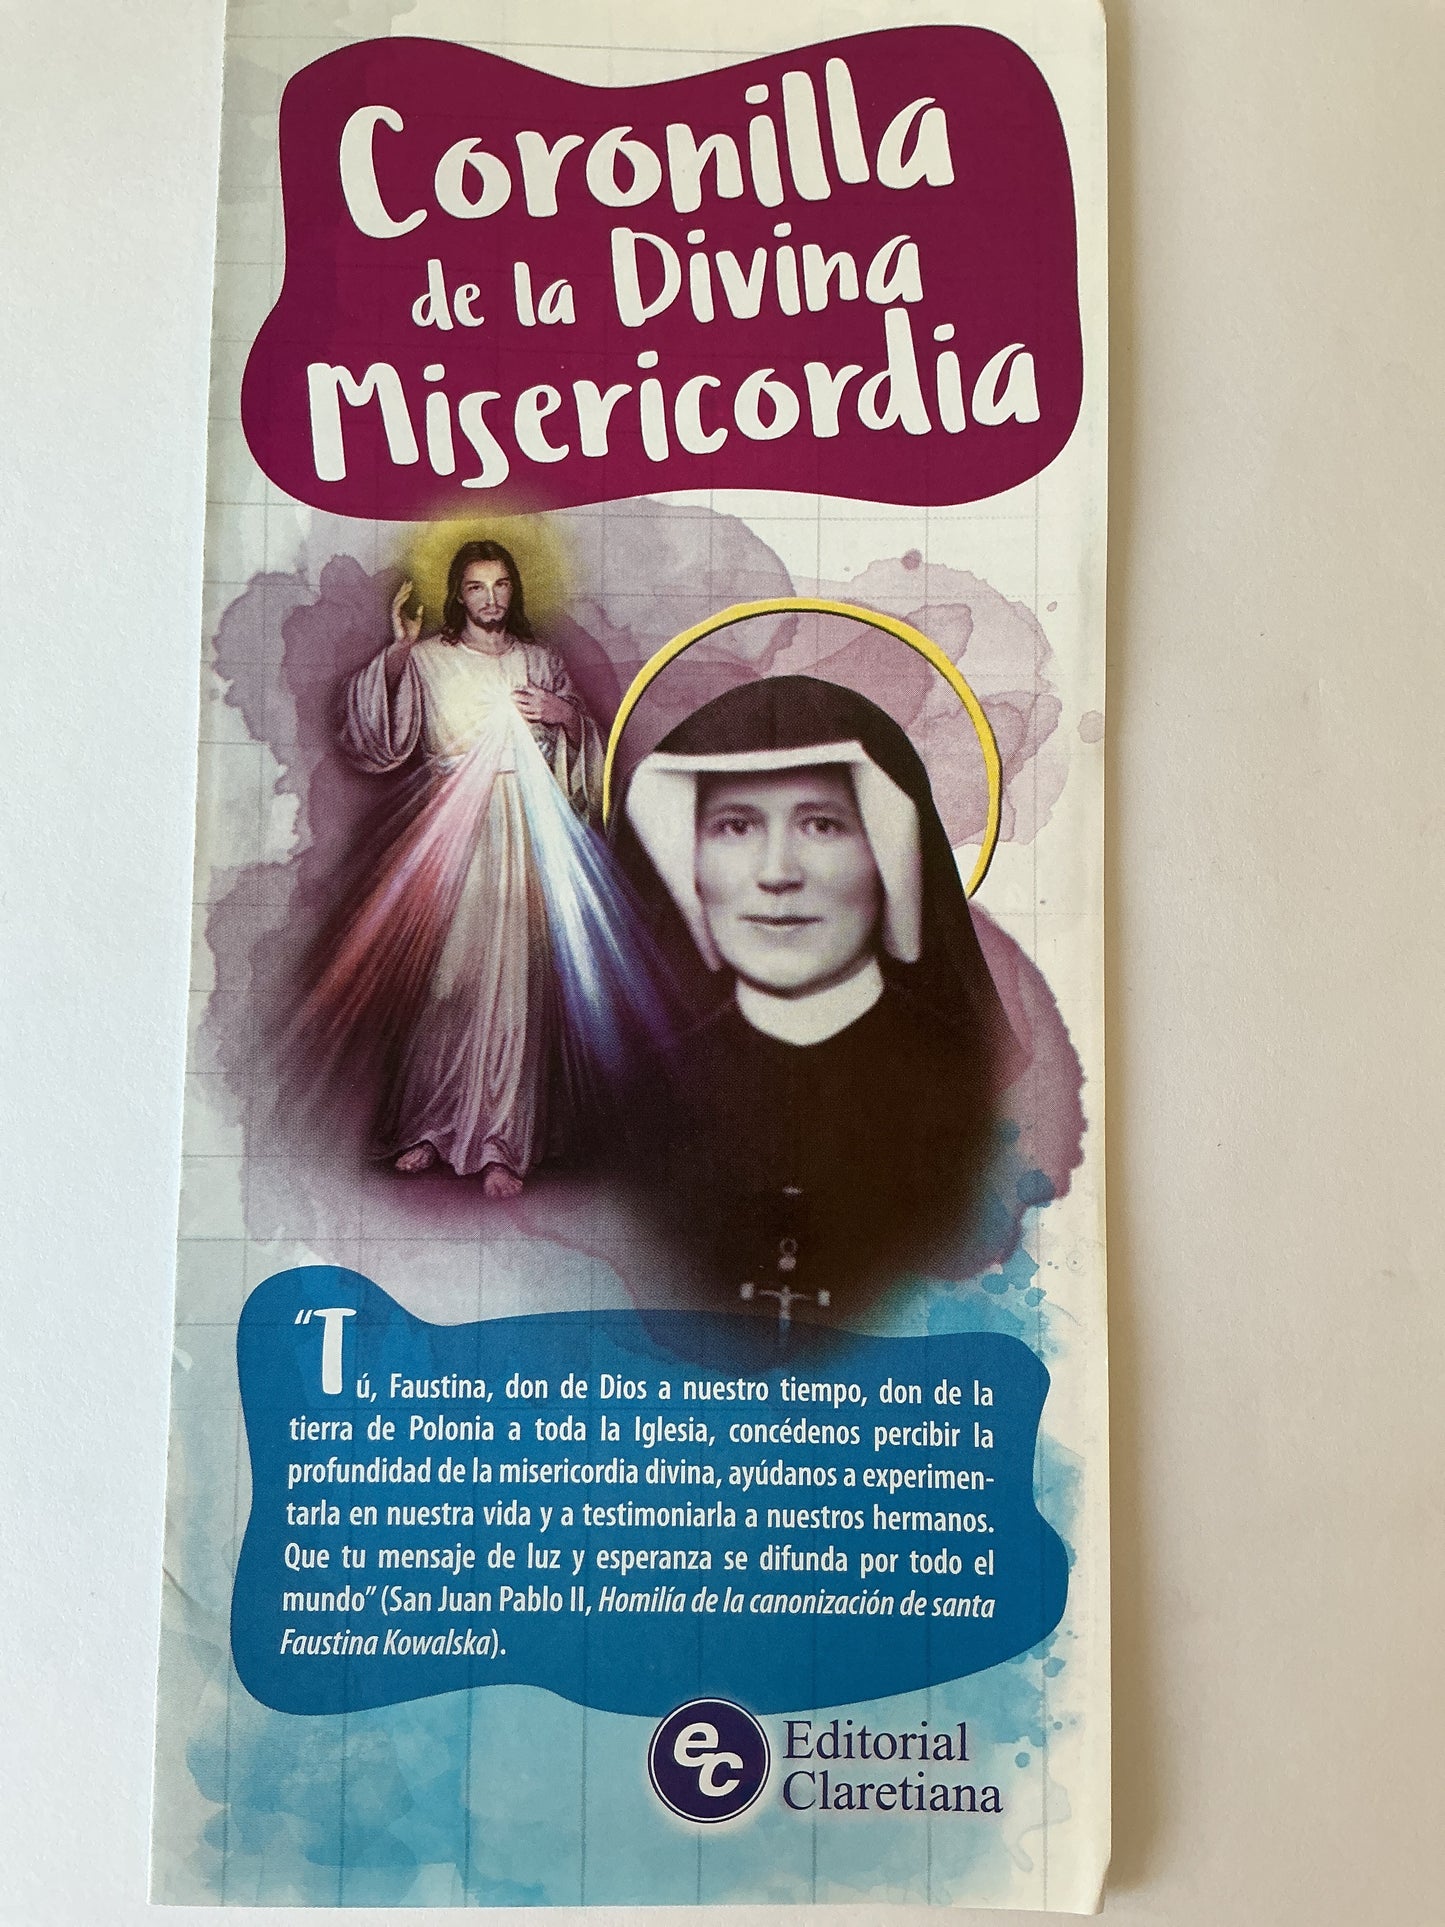 Coronilla
de la Divina
Misericordia
“Tú, Faustina, don de Dios a nuestro tiempo, don de la
tierra de Polonia a toda la Iglesia, concédenos percibir la
profundidad de la misericordia divina, ayúdanos a experimen-
tarla en nuestra vida y a testimoniarla a nuestros hermanos.
Que tu mensaje de luz y esperanza se difunda por todo el
mundo” (San Juan Pablo II, Homilía de la canonización de santa
Faustina Kowalska).
ec
Editorial
Claretiana